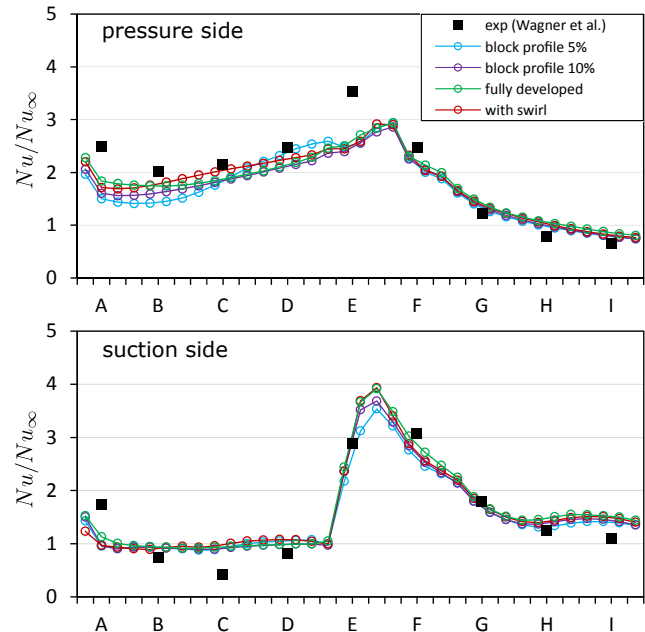 pressure side
exp (Wagner et al.)
block profile 5%
block profile 10%
fully developed
with swirl
Nu/Nu∞
5
4
3
2
1
0
A B C D E F G H I
suction side
Nu/Nu∞
5
4
3
2
1
0
A B C D E F G H I